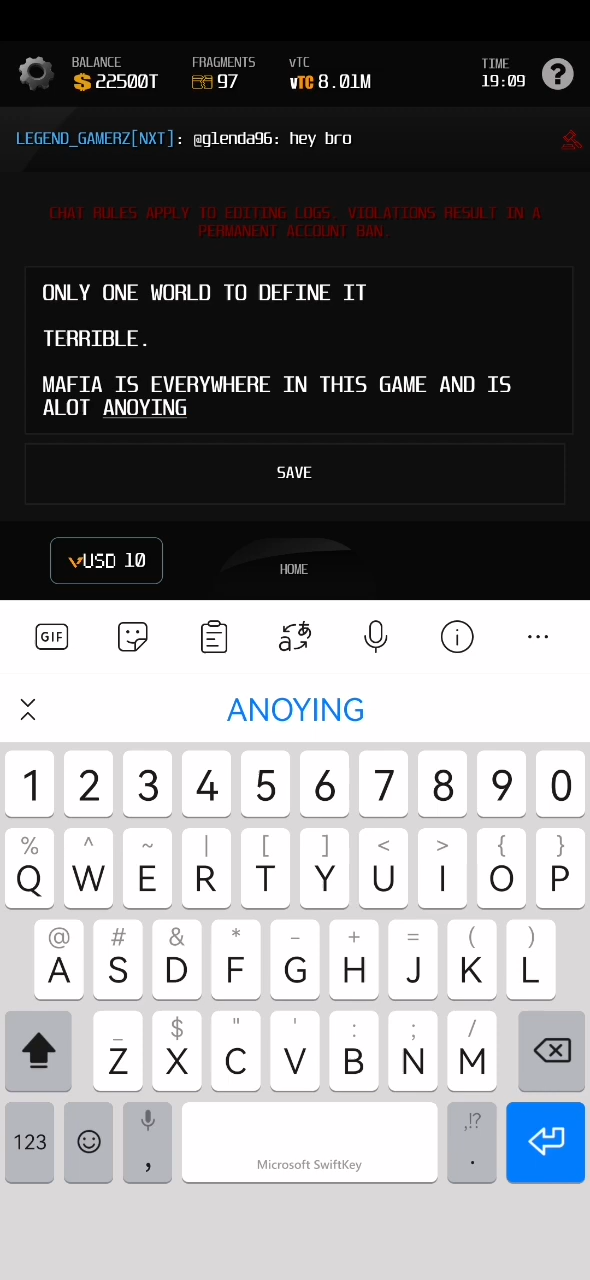 BALANCE FRAGMENTS vTC TIME
22500T 97 vTC 8.01M 19:09
LEGEND_GAMERZ[NXT]: @glenda96: hey bro
CHAT RULES APPLY TO EDITING LOGS. VIOLATIONS RESULT IN A
PERMANENT ACCOUNT BAN.
ONLY ONE WORLD TO DEFINE IT
TERRIBLE.
MAFIA IS EVERYWHERE IN THIS GAME AND IS
ALOT ANOYING
SAVE
vUSD 10
HOME
GIF
ANOYING
1 2 3 4 5 6 7 8 9 0
% ^ ~ | [ ] < > { }
Q W E R T Y U I O P
@ # & * - + = ( )
A S D F G H J K L
_ $ " ' : ; /
Z X C V B N M
123 , Microsoft SwiftKey ,!? .